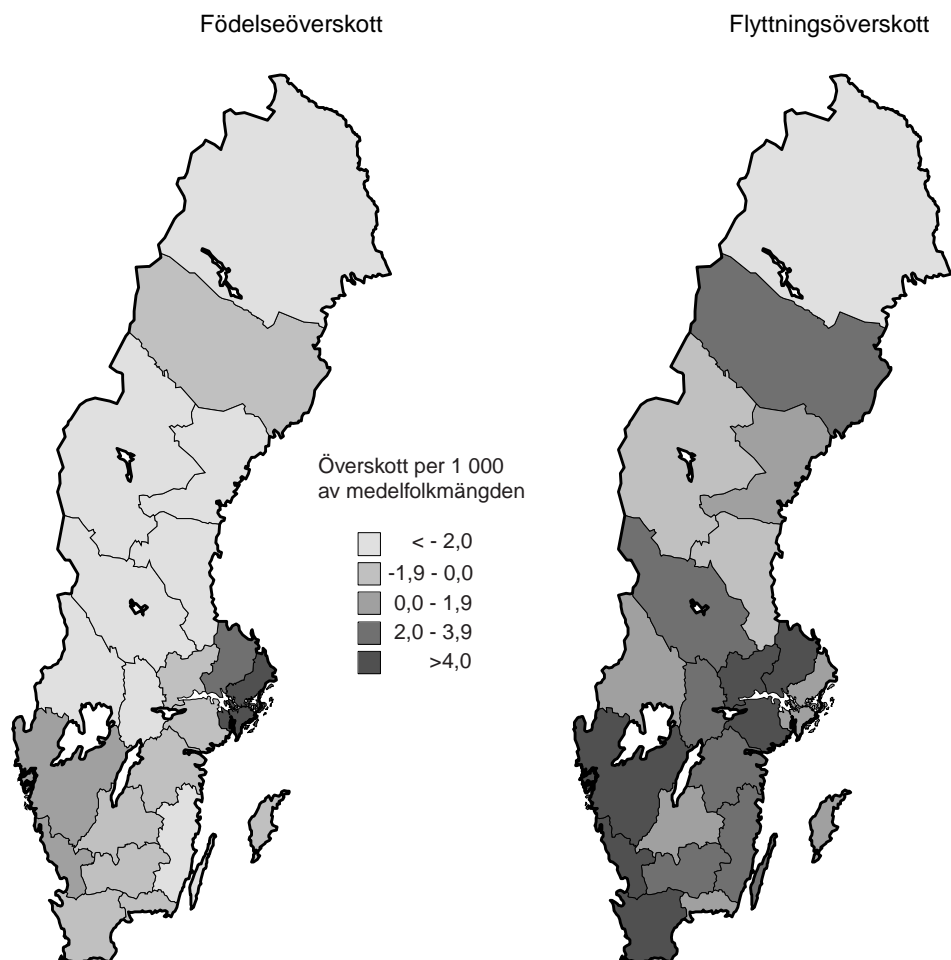 Födelseöverskott
Flyttningsöverskott
Överskott per 1 000
av medelfolkmängden
< - 2,0
-1,9 - 0,0
0,0 - 1,9
2,0 - 3,9
>4,0